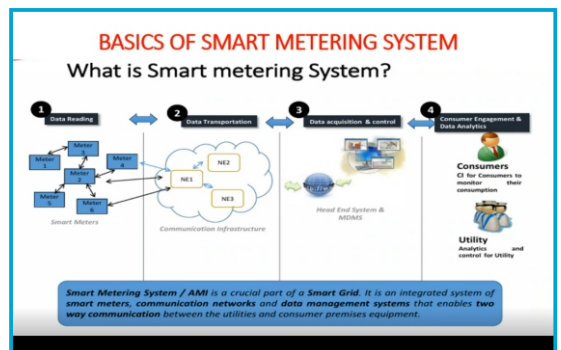 BASICS OF SMART METERING SYSTEM
What is Smart metering System?
1
Data Reading
2
Data Transportation
3
Data acquisition & control
4
Consumer Engagement &
Data Analytics
Meter
3
Meter
1
Meter
4
Meter
2
Meter
5
Meter
6
Smart Meters
NE1
NE2
NE3
Communication Infrastructure
Head End System &
MDMS
Consumers
CI for Consumers to
monitor their
consumption
Utility
Analytics and
control for Utility
Smart Metering System / AMI is a crucial part of a Smart Grid. It is an integrated system of
smart meters, communication networks and data management systems that enables two
way communication between the utilities and consumer premises equipment.